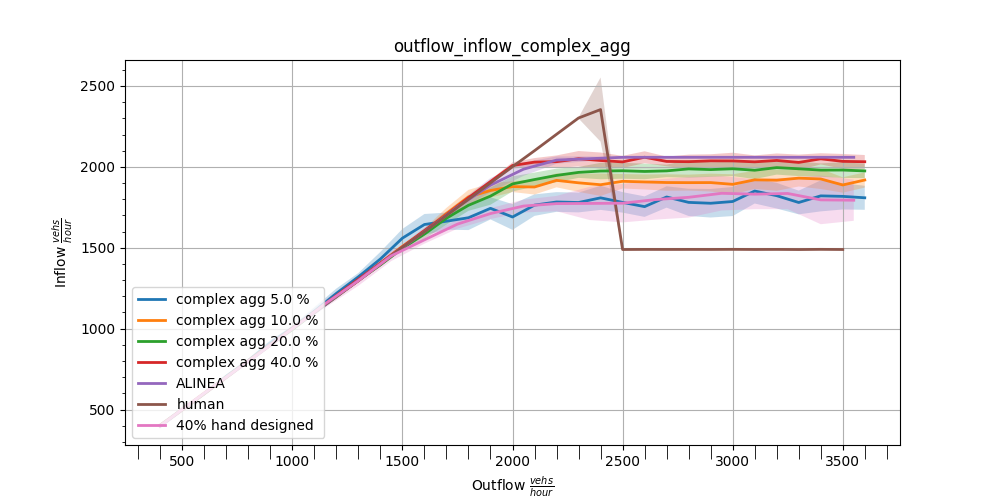 outflow_inflow_complex_agg
2500
2000
1500
1000
500
Inflow vehs/hour
complex agg 5.0 %
complex agg 10.0 %
complex agg 20.0 %
complex agg 40.0 %
ALINEA
human
40% hand designed
500 1000 1500 2000 2500 3000 3500
Outflow vehs/hour